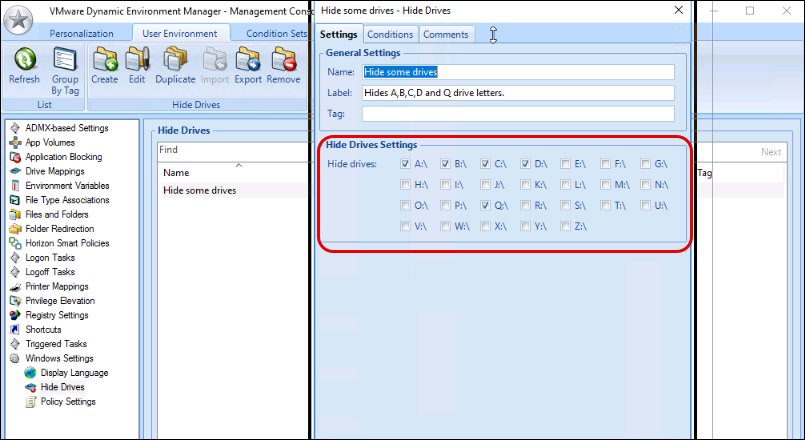 VMware Dynamic Environment Manager - Management Conso
Hide some drives - Hide Drives
Personalization
User Environment
Condition Sets
Refresh
Group By Tag
Create
Edit
Duplicate
Import
Export
Remove
List
Hide Drives
ADMX-based Settings
App Volumes
Application Blocking
Drive Mappings
Environment Variables
File Type Associations
Files and Folders
Folder Redirection
Horizon Smart Policies
Logon Tasks
Logoff Tasks
Printer Mappings
Privilege Elevation
Registry Settings
Shortcuts
Triggered Tasks
Windows Settings
Display Language
Hide Drives
Policy Settings
Hide Drives
Find
Name
Hide some drives
Settings
Conditions
Comments
General Settings
Name: Hide some drives
Label: Hides A,B,C,D and Q drive letters.
Tag:
Hide Drives Settings
Hide drives: A:\ B:\ C:\ D:\ E:\ F:\ G:\
H:\ I:\ J:\ K:\ L:\ M:\ N:\
O:\ P:\ Q:\ R:\ S:\ T:\ U:\
V:\ W:\ X:\ Y:\ Z:\
Next
Tag